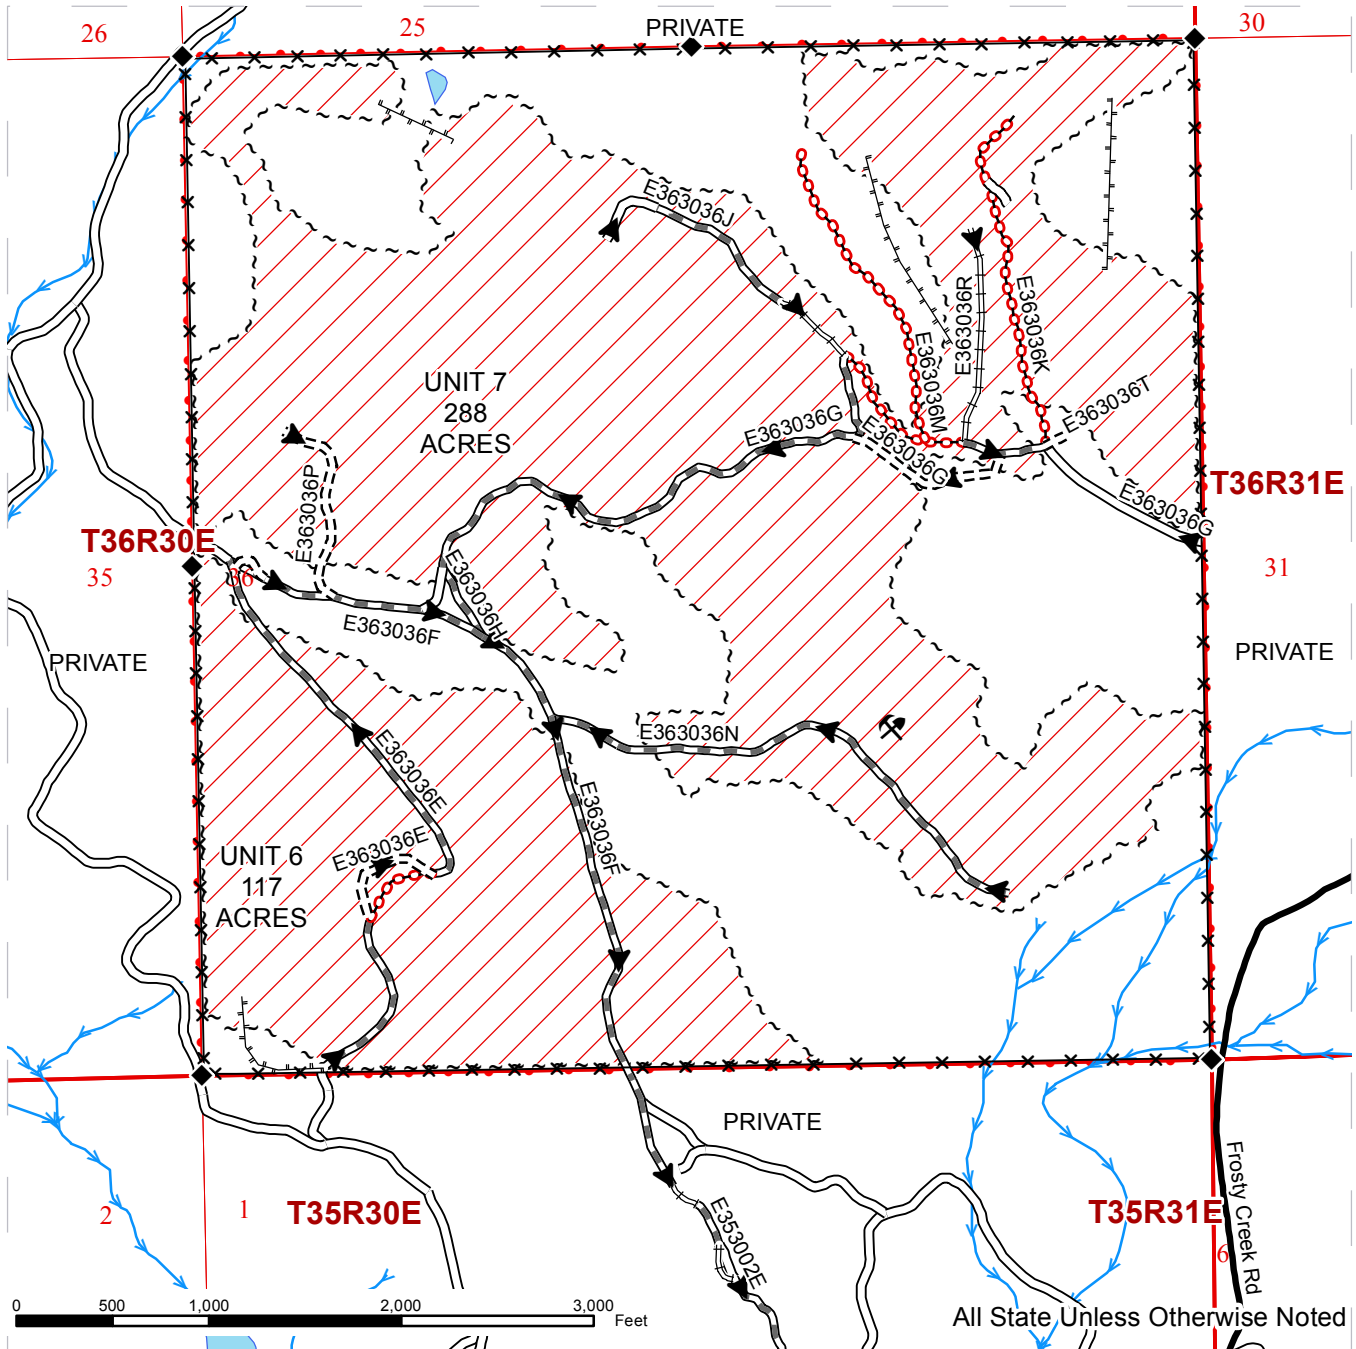 26
25
PRIVATE
30
E363036J
E363036R
E363036K
E363036M
E363036T
UNIT 7
288
ACRES
E363036G
E363036G
E363036G
T36R31E
E363036P
T36R30E
35
36
31
E363036H
E363036F
PRIVATE
PRIVATE
E363036N
E363036E
E363036F
E363036E
UNIT 6
117
ACRES
PRIVATE
Frosty Creek Rd
2
1
T35R30E
T35R31E
6
E353002E
0 500 1,000 2,000 3,000
Feet
All State Unless Otherwise Noted